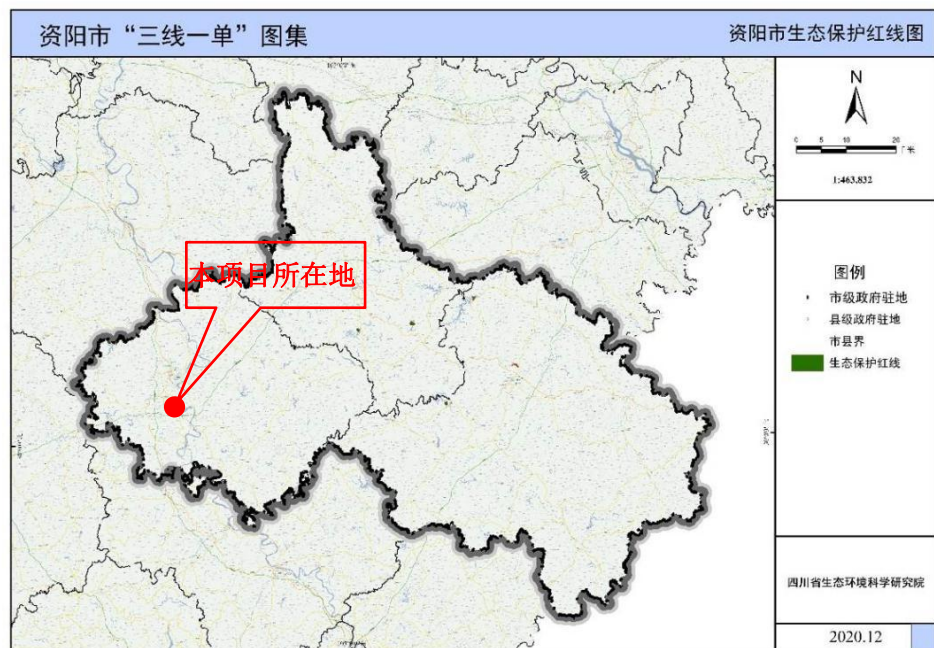 资阳市“三线一单”图集
资阳市生态保护红线图
N
0 5 10 20
千米
1:463,832
本项目所在地
图例
市级政府驻地
县级政府驻地
市县界
生态保护红线
四川省生态环境科学研究院
2020.12